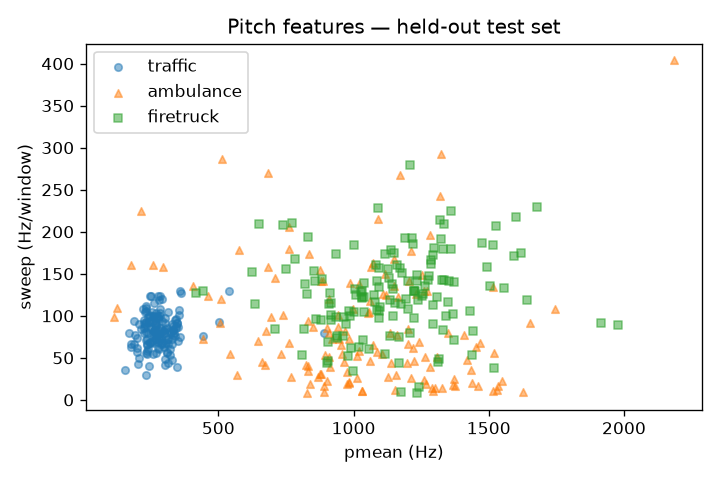 Pitch features — held-out test set
traffic
ambulance
firetruck
sweep (Hz/window)
400
350
300
250
200
150
100
50
0
500
1000
1500
2000
pmean (Hz)